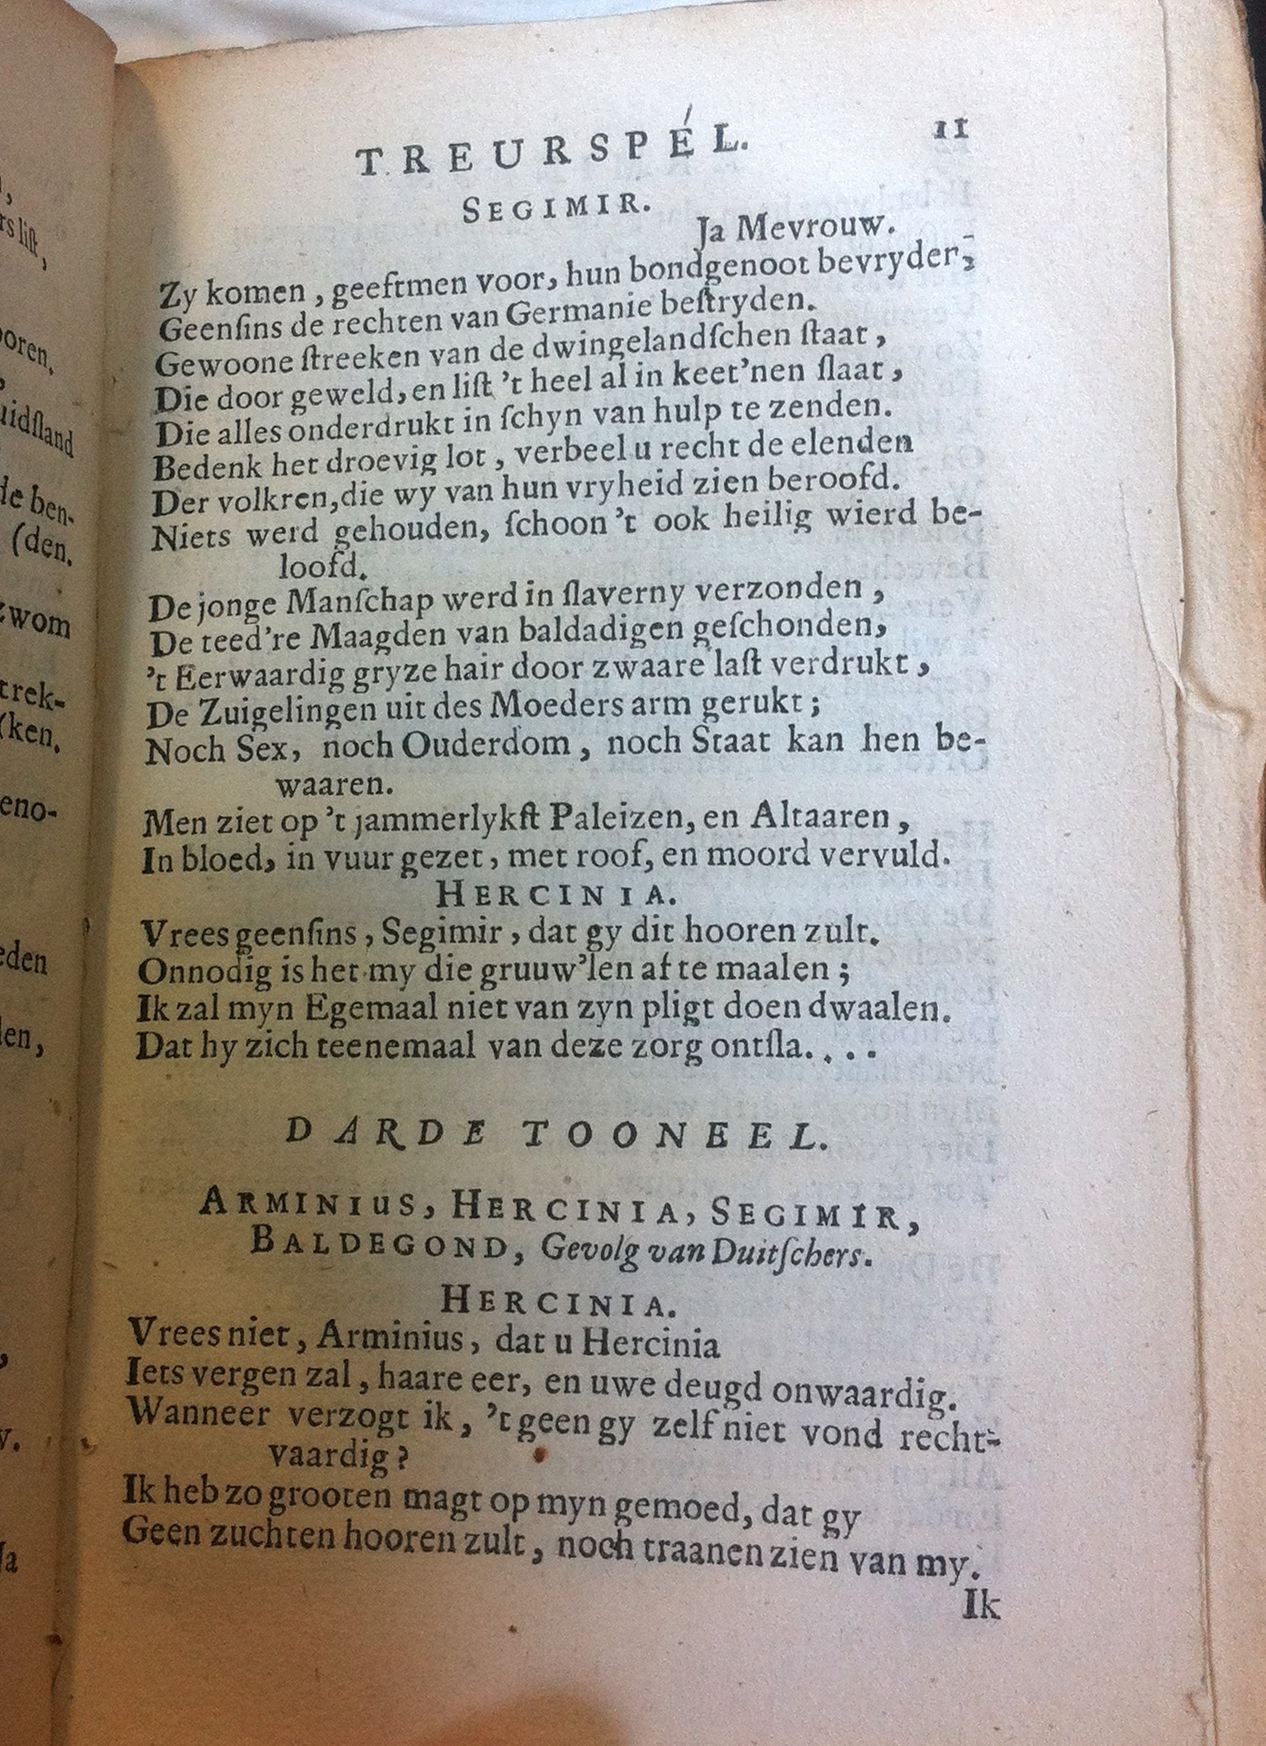 TREURSPÉL. 11
SEGIMIR.
Ja Mevrouw.
Zy komen, geeftmen voor, hun bondgenoot bevryden,
Geenſins de rechten van Germanie beſtryden.
Gewoone ſtreeken van de dwingelandſchen ſtaat,
Die door geweld, en liſt 't heel al in keet'nen ſlaat,
Die alles onderdrukt in ſchyn van hulp te zenden.
Bedenk het droevig lot, verbeel u recht de elenden
Der volkren, die wy van hun vryheid zien beroofd.
Niets werd gehouden, ſchoon 't ook heilig wierd be-
loofd.
De jonge Manſchap werd in ſlaverny verzonden,
De teed're Maagden van baldadigen geſchonden,
't Eerwaardig gryze hair door zwaare laſt verdrukt,
De Zuigelingen uit des Moeders arm gerukt;
Noch Sex, noch Ouderdom, noch Staat kan hen be-
waaren.
Men ziet op 't jammerlykſt Paleizen, en Altaaren,
In bloed, in vuur gezet, met roof, en moord vervuld.
HERCINIA.
Vrees geenſins, Segimir, dat gy dit hooren zult.
Onnodig is het my die gruuw'len af te maalen;
Ik zal myn Egemaal niet van zyn pligt doen dwaalen.
Dat hy zich teenemaal van deze zorg ontſla....
DARDE TOONEEL.
ARMINIUS, HERCINIA, SEGIMIR,
BALDEGOND, Gevolg van Duitſchers.
HERCINIA.
Vrees niet, Arminius, dat u Hercinia
Iets vergen zal, haare eer, en uwe deugd onwaardig.
Wanneer verzogt ik, 't geen gy zelf niet vond recht-
vaardig?
Ik heb zo grooten magt op myn gemoed, dat gy
Geen zuchten hooren zult, noch traanen zien van my.
Ik